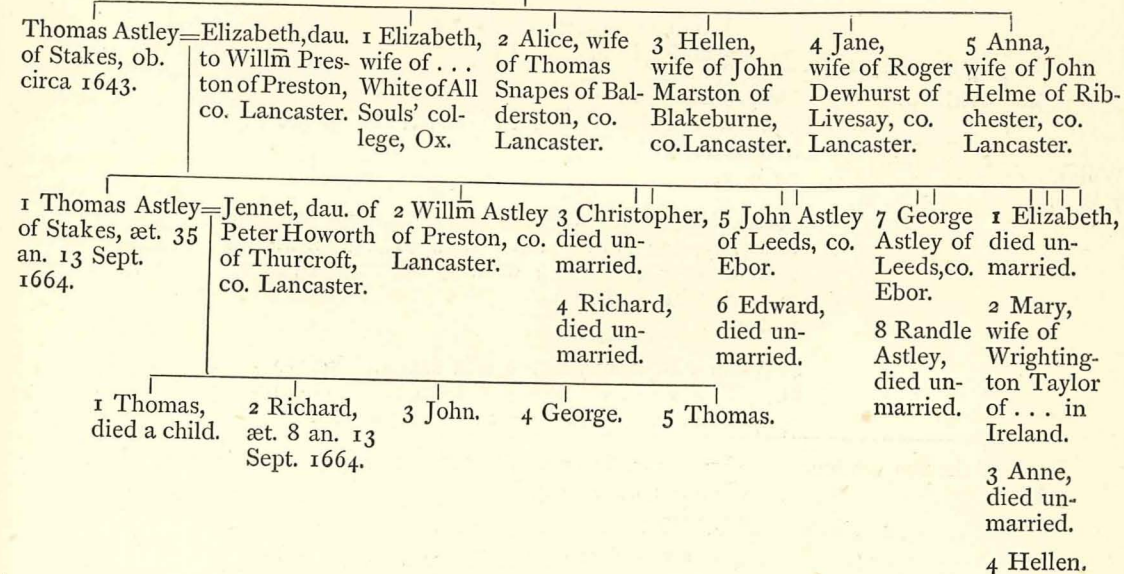 Thomas Astley=
of Stakes, ob.
circa 1643.
Elizabeth, dau.
to Willm̄ Pres-
ton of Preston,
co. Lancaster.
1 Elizabeth,
wife of . . .
White of All
Souls' col-
lege, Ox.
2 Alice, wife
of Thomas
Snapes of Bal-
derston, co.
Lancaster.
3 Hellen,
wife of John
Marston of
Blakeburne,
co. Lancaster.
4 Jane,
wife of Roger
Dewhurst of
Livesay, co.
Lancaster.
5 Anna,
wife of John
Helme of Rib-
chester, co.
Lancaster.
1 Thomas Astley=
of Stakes, æt. 35
an. 13 Sept.
1664.
Jennet, dau. of
Peter Howorth
of Thurcroft,
co. Lancaster.
2 Willm̄ Astley
of Preston, co.
Lancaster.
3 Christopher,
died un-
married.
4 Richard,
died un-
married.
5 John Astley
of Leeds, co.
Ebor.
6 Edward,
died un-
married.
7 George
Astley of
Leeds, co.
Ebor.
8 Randle
Astley,
died un-
married.
1 Elizabeth,
died un-
married.
2 Mary,
wife of
Wrighting-
ton Taylor
of . . . in
Ireland.
3 Anne,
died un-
married.
4 Hellen.
1 Thomas,
died a child.
2 Richard,
æt. 8 an. 13
Sept. 1664.
3 John.
4 George.
5 Thomas.